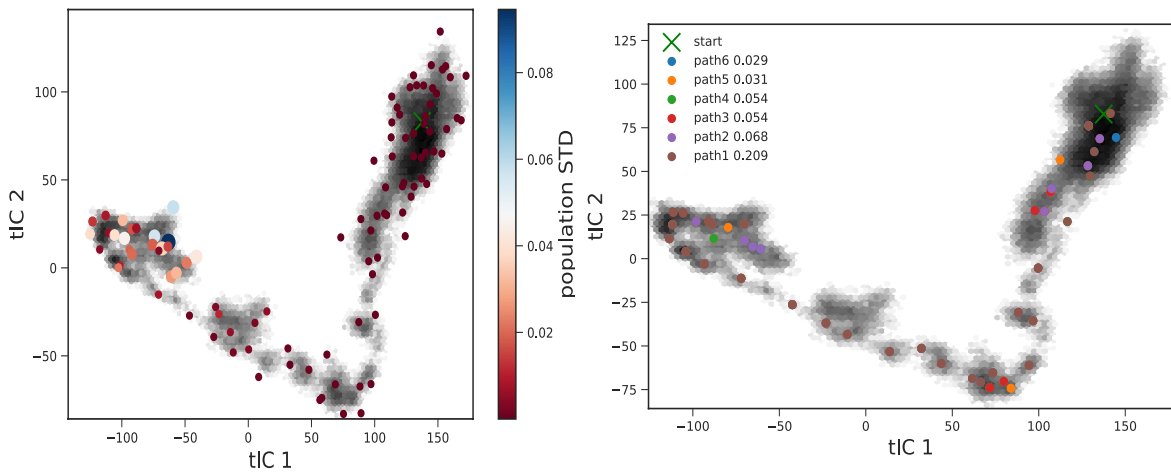 100
50
0
−50
tIC 2
−100
−50
0
50
100
150
tIC 1
0.08
0.06
0.04
0.02
population STD
125
100
75
50
25
0
−25
−50
−75
tIC 2
start
path6 0.029
path5 0.031
path4 0.054
path3 0.054
path2 0.068
path1 0.209
−100
−50
0
50
100
150
tIC 1